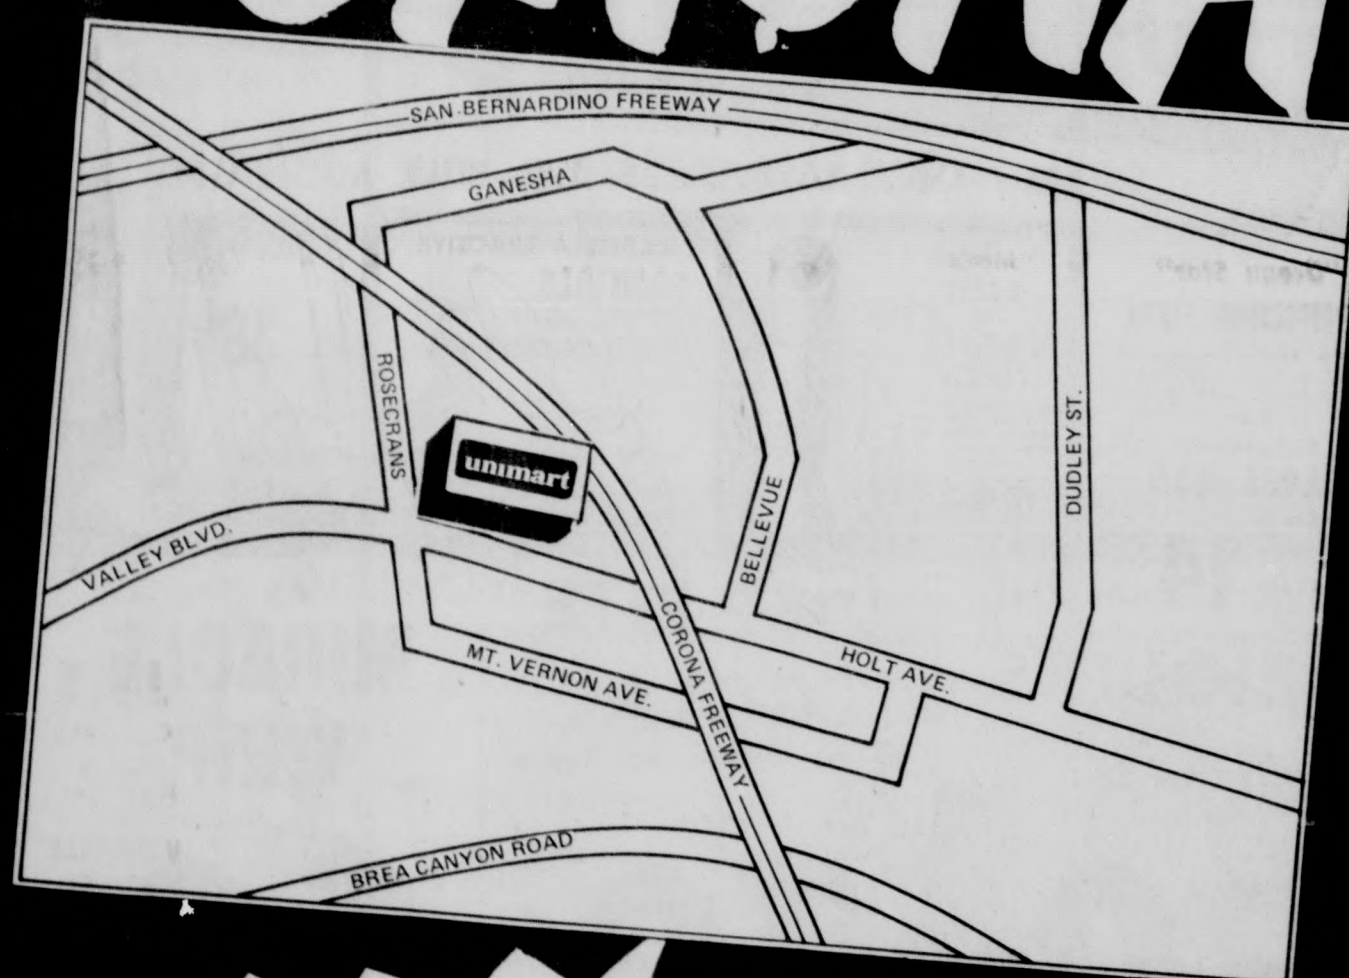 SAN BERNARDINO FREEWAY
GANESHA
ROSECRANS
unimart
DUDLEY ST.
BELLEVUE
VALLEY BLVD.
CORONA FREEWAY
HOLT AVE.
MT. VERNON AVE.
BREA CANYON ROAD